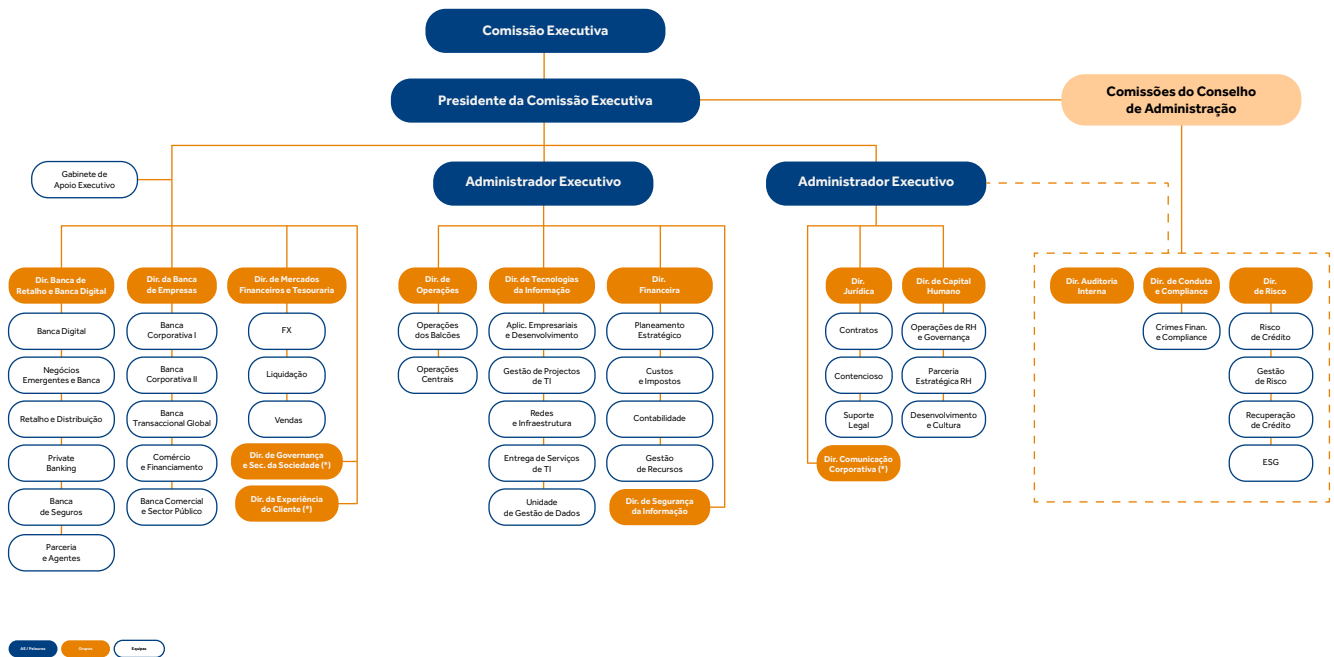 Comissão Executiva
Presidente da Comissão Executiva
Comissões do Conselho
de Administração
Gabinete de
Apoio Executivo
Administrador Executivo
Administrador Executivo
Dir. Banca de
Retalho e Banca Digital
Banca Digital
Negócios
Emergentes e Banca
Retalho e Distribuição
Private
Banking
Banca
de Seguros
Parceria
e Agentes
Dir. da Banca
de Empresas
Banca
Corporativa I
Banca
Corporativa II
Banca
Transaccional Global
Comércio
e Financiamento
Banca Comercial
e Sector Público
Dir. de Mercados
Financeiros e Tesouraria
FX
Liquidação
Vendas
Dir. de Governança
e Sec. da Sociedade (*)
Dir. da Experiência
do Cliente (*)
Dir. de
Operações
Operações
dos Balcões
Operações
Centrais
Dir. de Tecnologias
da Informação
Aplic. Empresariais
e Desenvolvimento
Gestão de Projectos
de TI
Redes
e Infraestrutura
Entrega de Serviços
de TI
Unidade
de Gestão de Dados
Dir.
Financeira
Planeamento
Estratégico
Custos
e Impostos
Contabilidade
Gestão
de Recursos
Dir. de Segurança
da Informação
Dir.
Jurídica
Contratos
Contencioso
Suporte
Legal
Dir. Comunicação
Corporativa (*)
Dir. de Capital
Humano
Operações de RH
e Governança
Parceria
Estratégica RH
Desenvolvimento
e Cultura
Dir. Auditoria
Interna
Dir. de Conduta
e Compliance
Crimes Finan.
e Compliance
Dir.
de Risco
Risco
de Crédito
Gestão
de Risco
Recuperação
de Crédito
ESG
AE / Pelouros
Grupos
Equipas